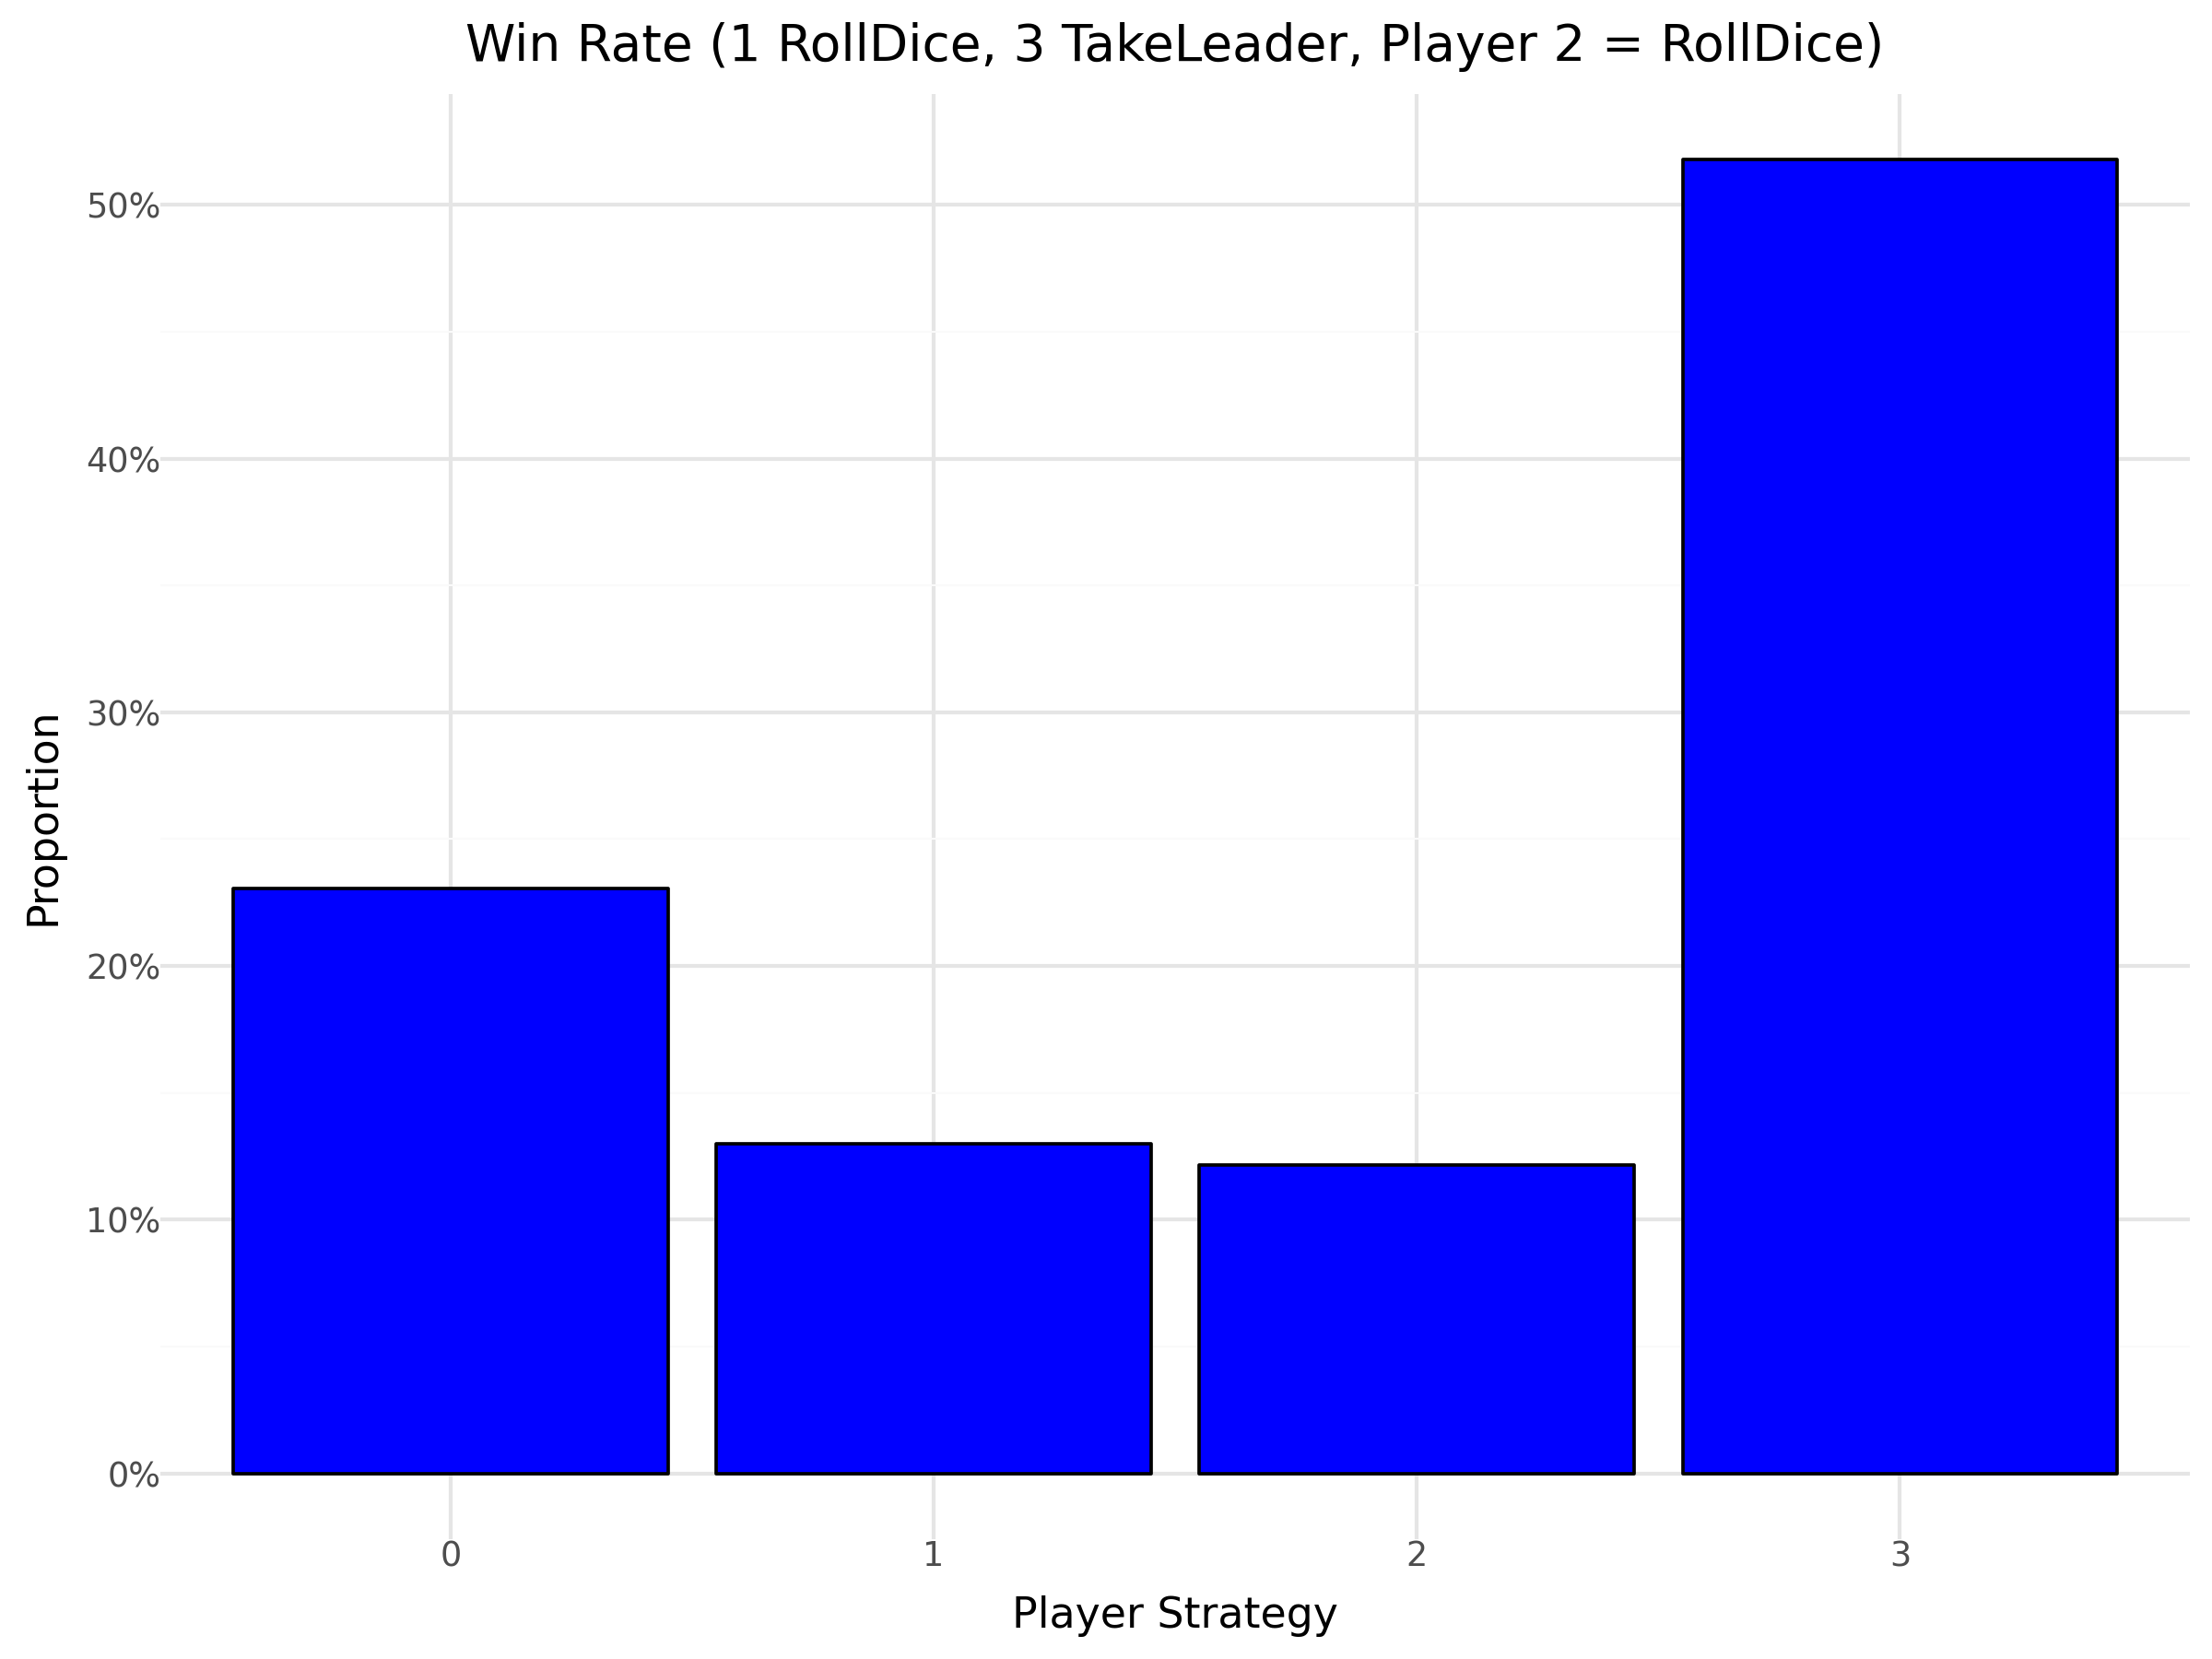 Win Rate (1 RollDice, 3 TakeLeader, Player 2 = RollDice)
50%
40%
30%
20%
10%
0%
Proportion
0 1 2 3
Player Strategy